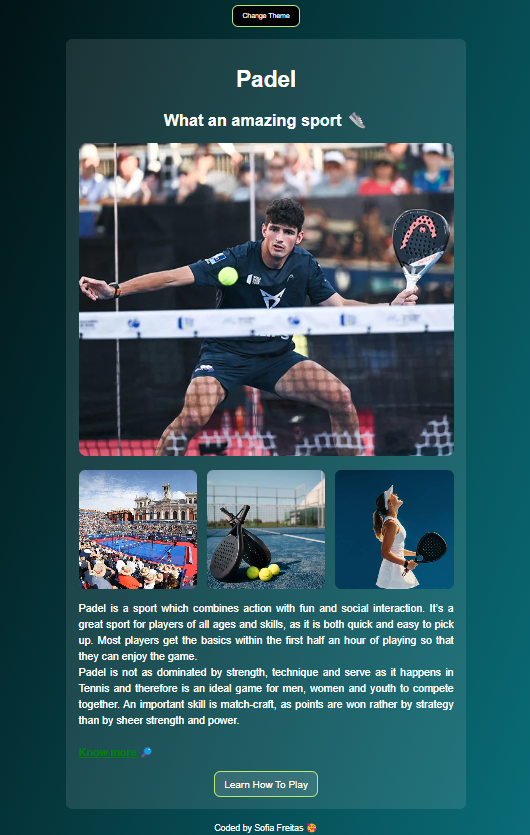 Change Theme
Padel
What an amazing sport 👟
Padel is a sport which combines action with fun and social interaction. It's a
great sport for players of all ages and skills, as it is both quick and easy to pick
up. Most players get the basics within the first half an hour of playing so that
they can enjoy the game.
Padel is not as dominated by strength, technique and serve as it happens in
Tennis and therefore is an ideal game for men, women and youth to compete
together. An important skill is match-craft, as points are won rather by strategy
than by sheer strength and power.
Know more 🔎
Learn How To Play
Coded by Sofia Freitas